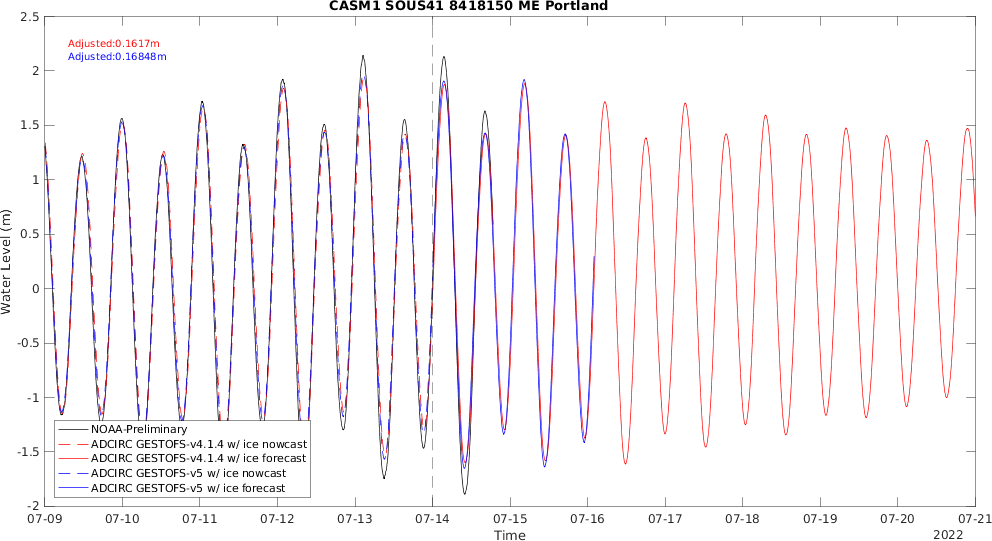 CASM1 SOUS41 8418150 ME Portland
Adjusted:0.1617m
Adjusted:0.16848m
Water Level (m)
2.5
2
1.5
1
0.5
0
-0.5
-1
-1.5
-2
NOAA-Preliminary
ADCIRC GESTOFS-v4.1.4 w/ ice nowcast
ADCIRC GESTOFS-v4.1.4 w/ ice forecast
ADCIRC GESTOFS-v5 w/ ice nowcast
ADCIRC GESTOFS-v5 w/ ice forecast
07-09 07-10 07-11 07-12 07-13 07-14 07-15 07-16 07-17 07-18 07-19 07-20 07-21
Time
2022